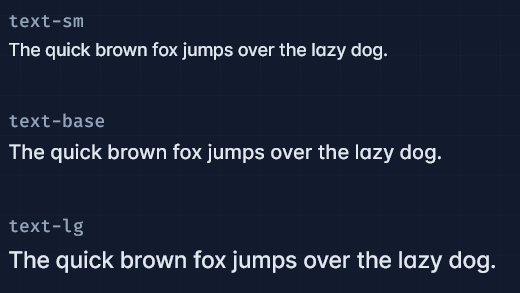 text-sm
The quick brown fox jumps over the lazy dog.
text-base
The quick brown fox jumps over the lazy dog.
text-lg
The quick brown fox jumps over the lazy dog.